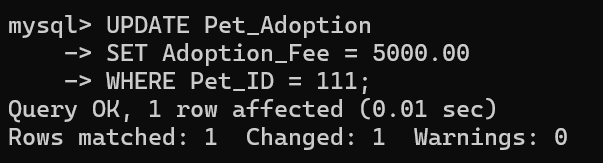 mysql> UPDATE Pet_Adoption
    -> SET Adoption_Fee = 5000.00
    -> WHERE Pet_ID = 111;
Query OK, 1 row affected (0.01 sec)
Rows matched: 1  Changed: 1  Warnings: 0